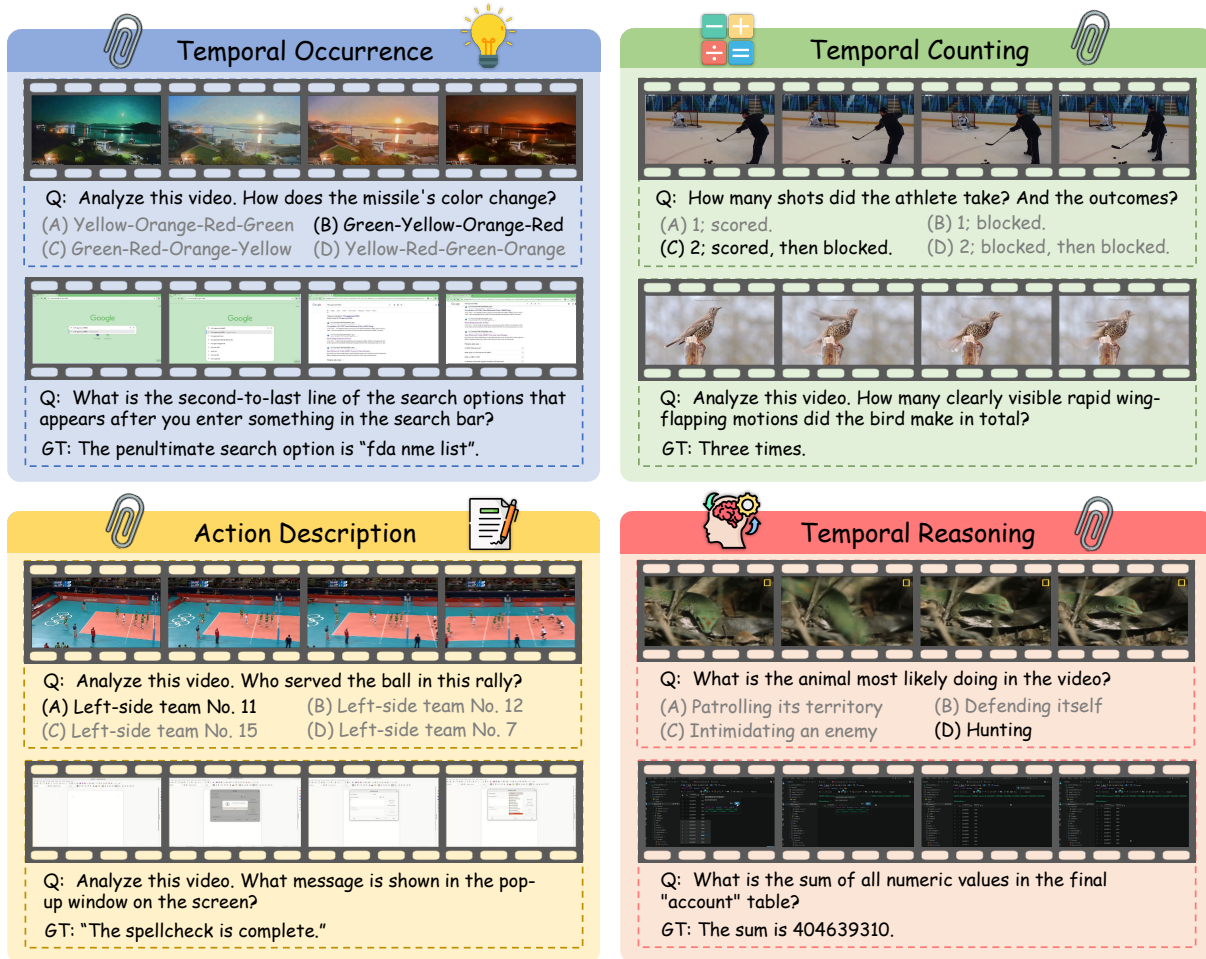 Temporal Occurrence
Q: Analyze this video. How does the missile's color change?
(A) Yellow-Orange-Red-Green (B) Green-Yellow-Orange-Red
(C) Green-Red-Orange-Yellow (D) Yellow-Red-Green-Orange
Google
Google
Google
Q: What is the second-to-last line of the search options that
appears after you enter something in the search bar?
GT: The penultimate search option is “fda nme list”.
Temporal Counting
Q: How many shots did the athlete take? And the outcomes?
(A) 1; scored. (B) 1; blocked.
(C) 2; scored, then blocked. (D) 2; blocked, then blocked.
Q: Analyze this video. How many clearly visible rapid wing-
flapping motions did the bird make in total?
GT: Three times.
Action Description
Q: Analyze this video. Who served the ball in this rally?
(A) Left-side team No. 11 (B) Left-side team No. 12
(C) Left-side team No. 15 (D) Left-side team No. 7
Q: Analyze this video. What message is shown in the pop-
up window on the screen?
GT: “The spellcheck is complete.”
Temporal Reasoning
Q: What is the animal most likely doing in the video?
(A) Patrolling its territory (B) Defending itself
(C) Intimidating an enemy (D) Hunting
Q: What is the sum of all numeric values in the final
"account" table?
GT: The sum is 404639310.